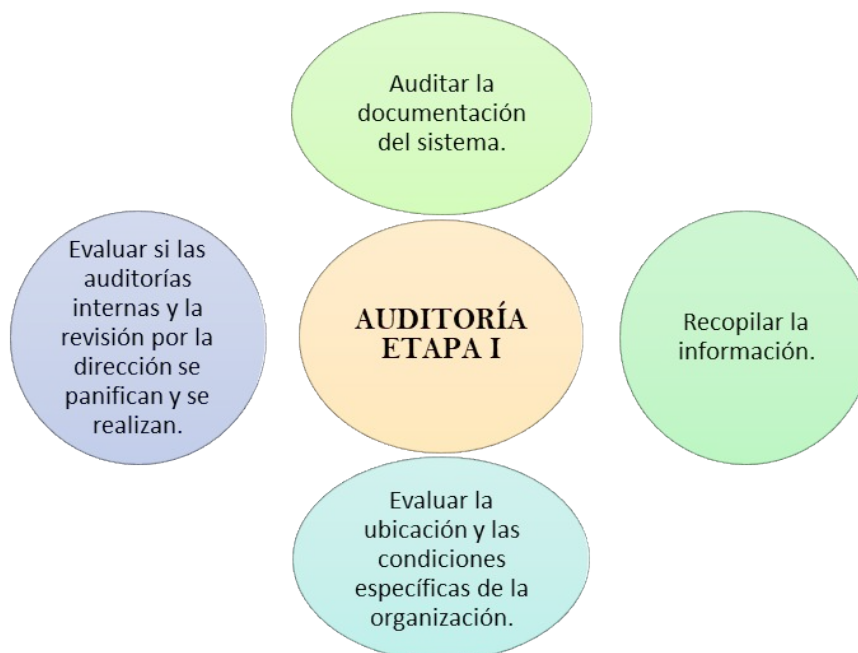 Auditar la
documentación
del sistema.
Evaluar si las
auditorías
internas y la
revisión por la
dirección se
panifican y se
realizan.
AUDITORÍA
ETAPA I
Recopilar la
información.
Evaluar la
ubicación y las
condiciones
específicas de la
organización.